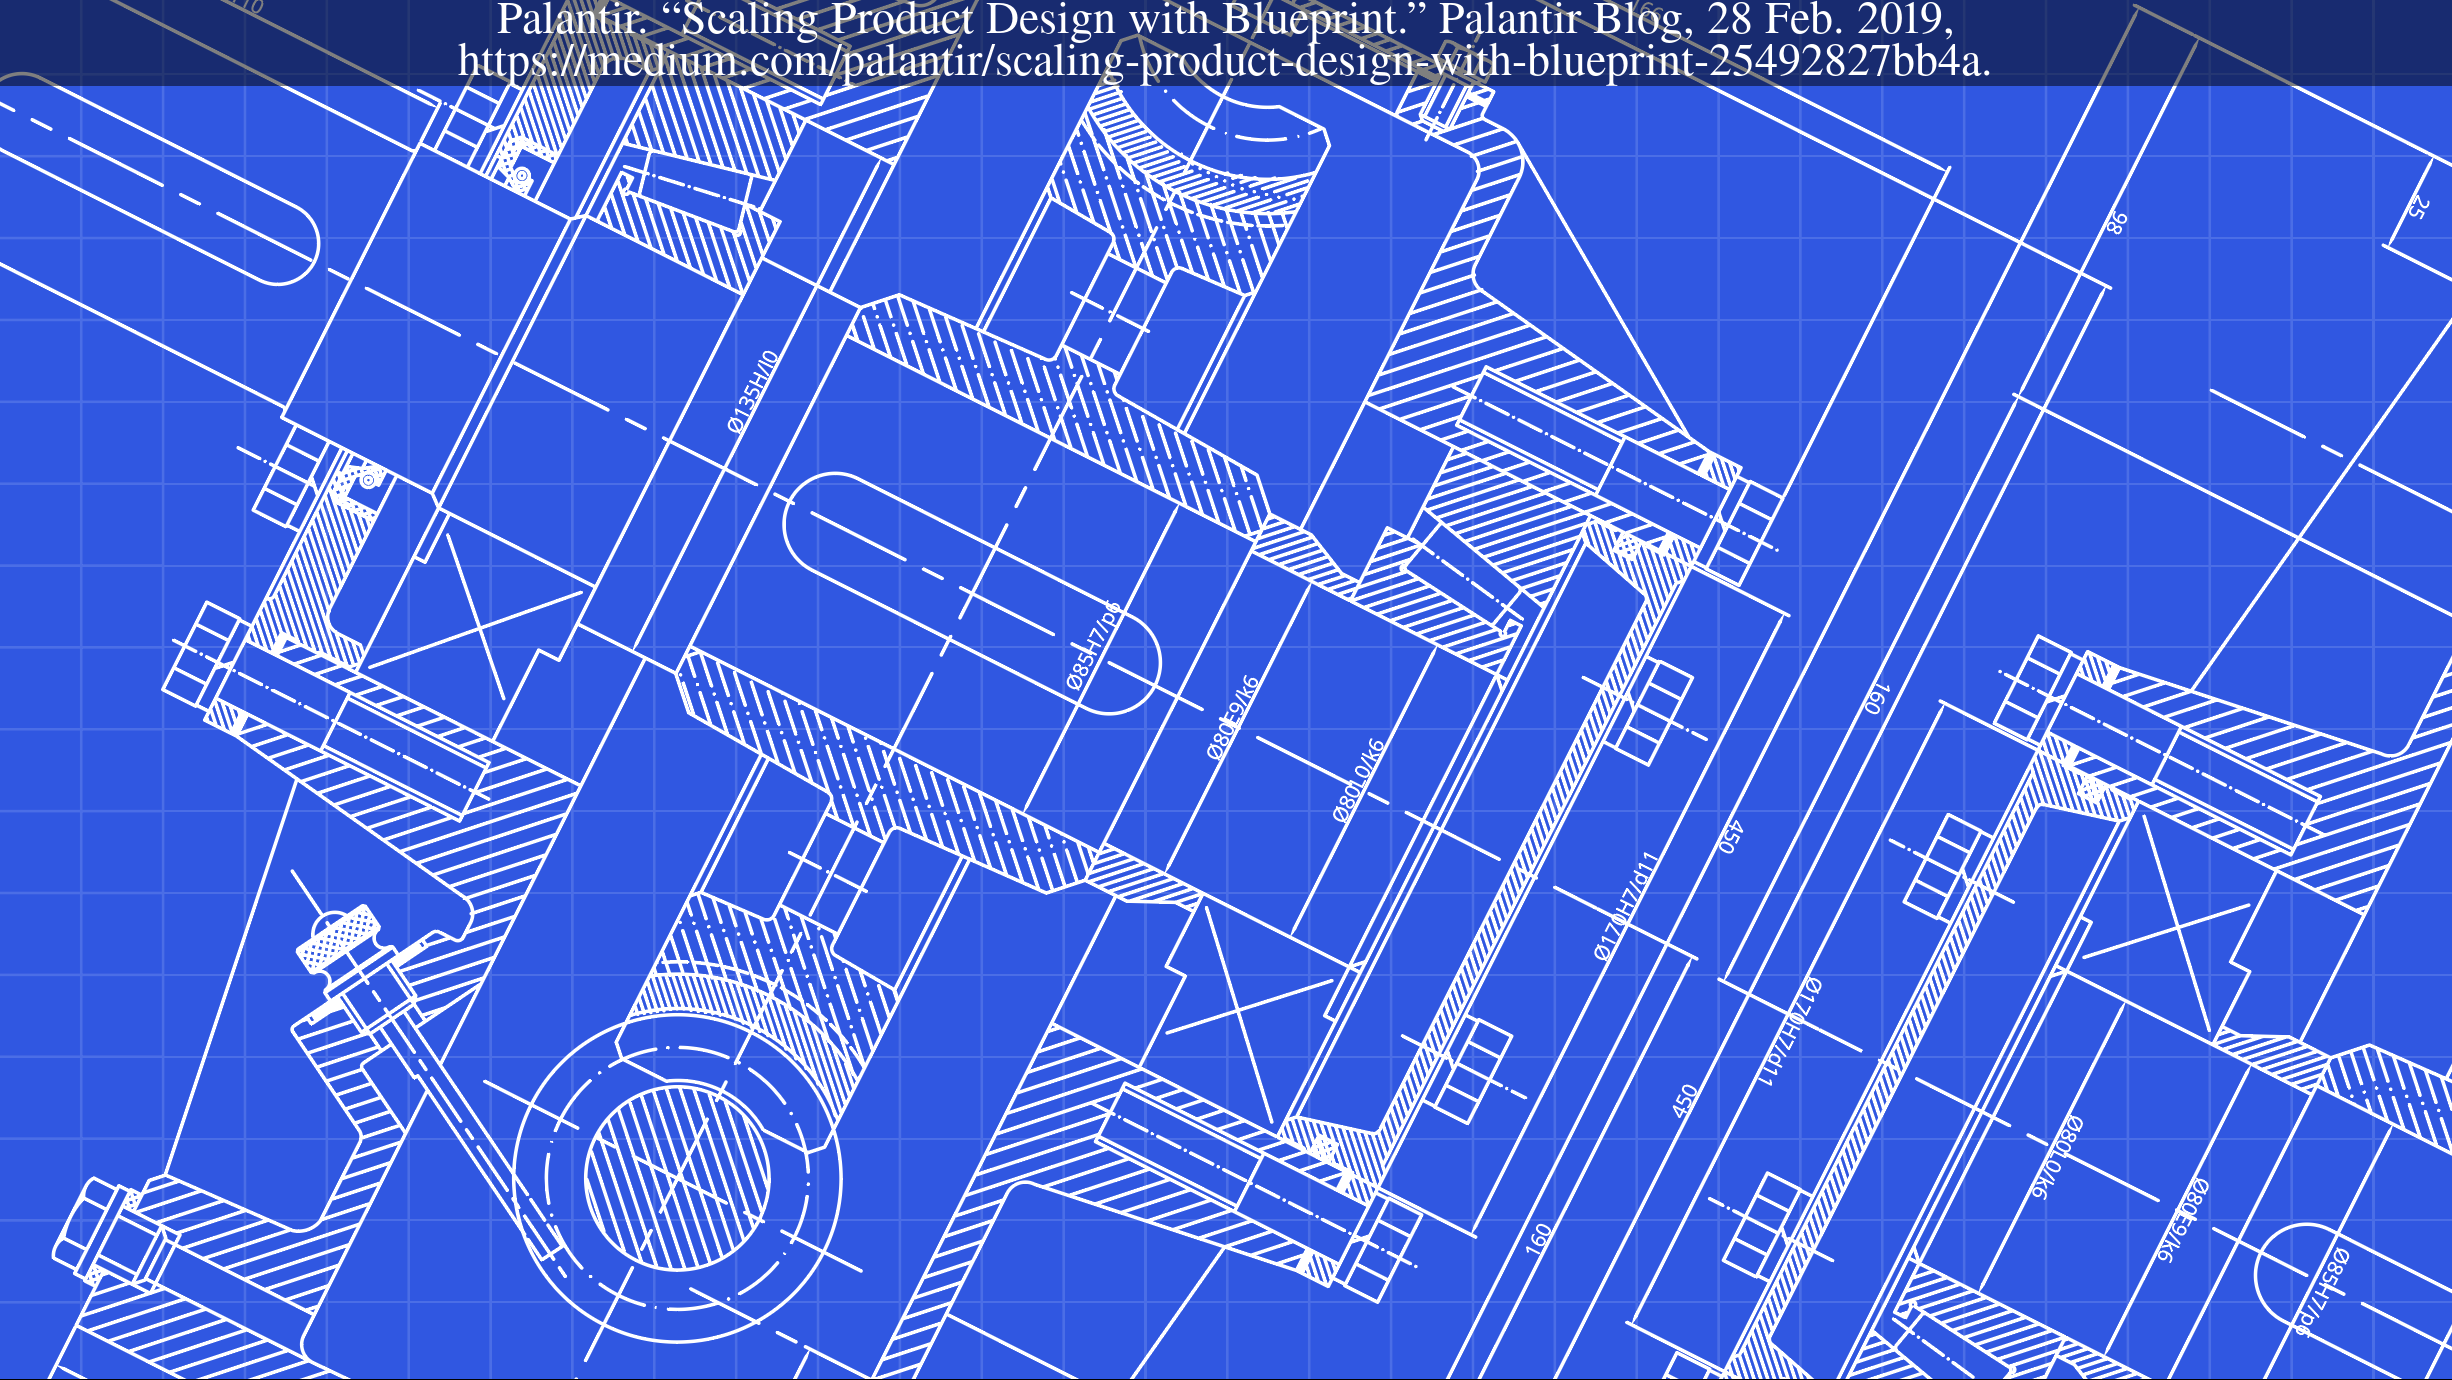 Palantir. “Scaling Product Design with Blueprint.” Palantir Blog, 28 Feb. 2019,
https://medium.com/palantir/scaling-product-design-with-blueprint-25492827bb4a.
98
25
Ø135H/l0
Ø85H7/p6
Ø80E9/k6
Ø80L0/k6
160
450
Ø170H7/d11
Ø170H7/d11
450
160
Ø80L0/k6
Ø80E9/k6
Ø85H7/p6